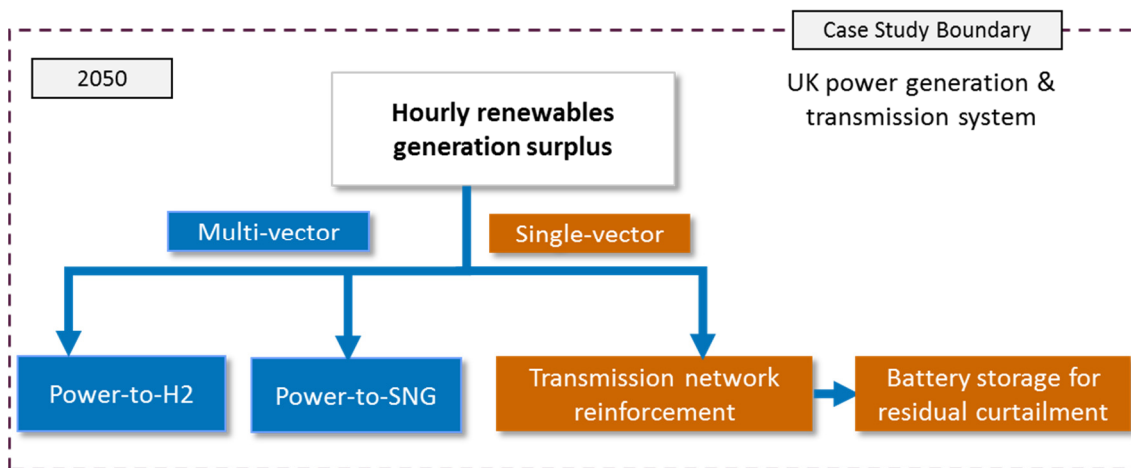 Case Study Boundary
2050
UK power generation &
transmission system
Hourly renewables
generation surplus
Multi-vector
Single-vector
Power-to-H2
Power-to-SNG
Transmission network
reinforcement
Battery storage for
residual curtailment